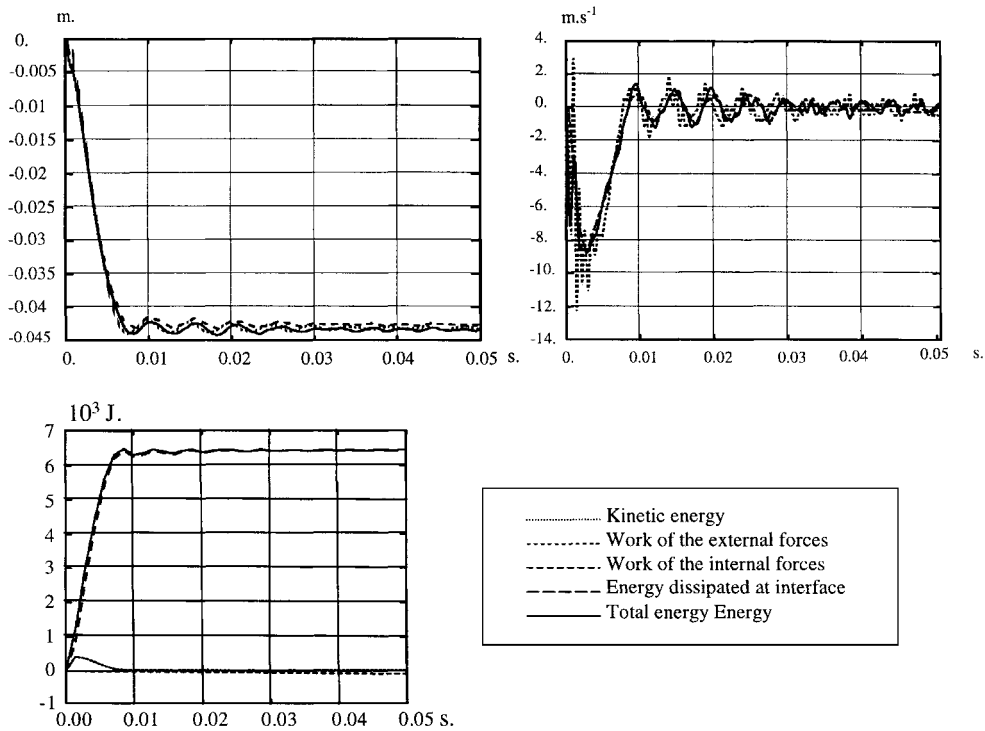 m.
0.
-0.005
-0.01
-0.015
-0.02
-0.025
-0.03
-0.035
-0.04
-0.045
0. 0.01 0.02 0.03 0.04 0.05 s.
m.s-1
4.
2.
0.
-2.
-4.
-6.
-8.
-10.
-12.
-14.
0. 0.01 0.02 0.03 0.04 0.05 s.
10³ J.
7
6
5
4
3
2
1
0
-1
0.00 0.01 0.02 0.03 0.04 0.05 s.
Kinetic energy
Work of the external forces
Work of the internal forces
Energy dissipated at interface
Total energy Energy